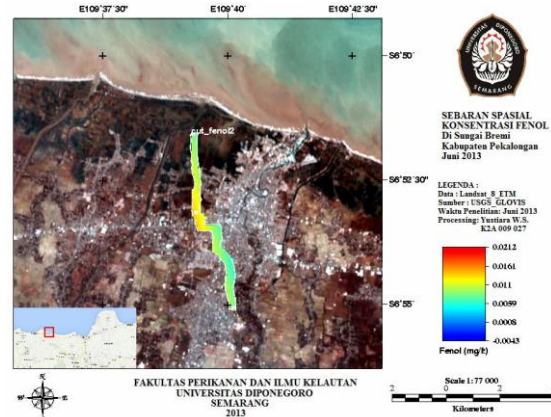 E109°37'30"
E109°40'
E109°42'30"
S6°50'
S6°52'30"
S6°55'
cut_fenol2
UNIVERSITAS DIPONEGORO
SEMARANG
SEBARAN SPASIAL
KONSENTRASI FENOL
Di Sungai Bremi
Kabupaten Pekalongan
Juni 2013
LEGENDA :
Data : Landsat_8_ETM
Sumber : USGS_GLOVIS
Waktu Penelitian: Juni 2013
Processing: Yustiara W.S.
K2A 009 027
0.0212
0.0161
0.011
0.0059
0.0008
-0.0043
Fenol (mg/lt)
Scale 1:77 000
2 0 2
Kilometers
FAKULTAS PERIKANAN DAN ILMU KELAUTAN
UNIVERSITAS DIPONEGORO
SEMARANG
2013